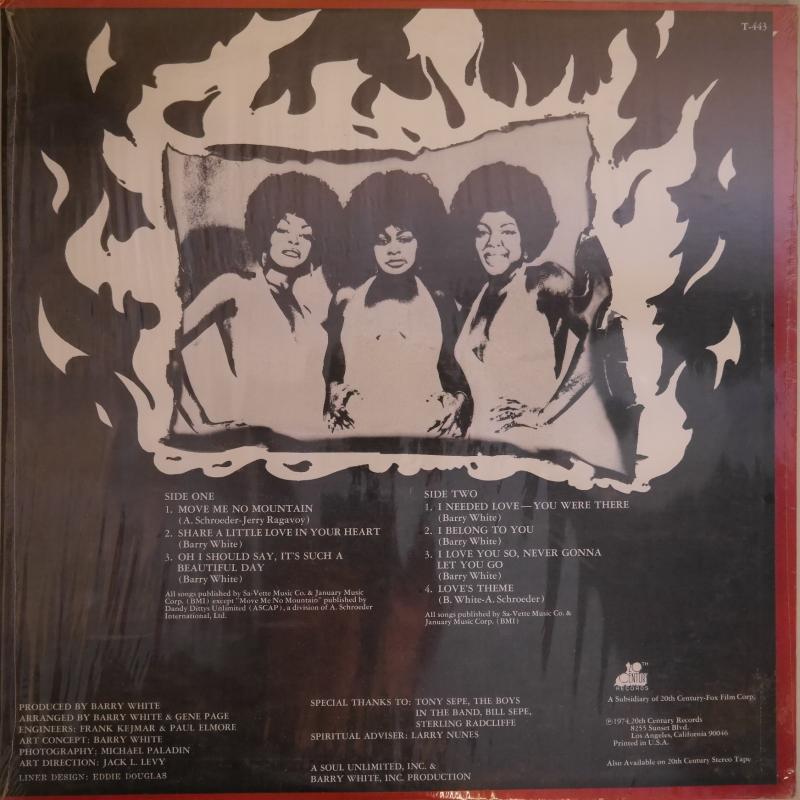 T-443
SIDE ONE
1. MOVE ME NO MOUNTAIN
(A. Schroeder-Jerry Ragavoy)
2. SHARE A LITTLE LOVE IN YOUR HEART
(Barry White)
3. OH I SHOULD SAY, IT'S SUCH A
BEAUTIFUL DAY
(Barry White)
All songs published by Sa-Vette Music Co. & January Music
Corp. (BMI) except "Move Me No Mountain" published by
Dandy Dittys Unlimited (ASCAP), a division of A. Schroeder
International, Ltd.
SIDE TWO
1. I NEEDED LOVE — YOU WERE THERE
(Barry White)
2. I BELONG TO YOU
(Barry White)
3. I LOVE YOU SO, NEVER GONNA
LET YOU GO
(Barry White)
4. LOVE'S THEME
(B. White-A. Schroeder)
All songs published by Sa-Vette Music Co. &
January Music Corp. (BMI)
PRODUCED BY BARRY WHITE
ARRANGED BY BARRY WHITE & GENE PAGE
ENGINEERS: FRANK KEJMAR & PAUL ELMORE
ART CONCEPT: BARRY WHITE
PHOTOGRAPHY: MICHAEL PALADIN
ART DIRECTION: JACK L. LEVY
LINER DESIGN: EDDIE DOUGLAS
SPECIAL THANKS TO: TONY SEPE, THE BOYS
IN THE BAND, BILL SEPE,
STERLING RADCLIFFE
SPIRITUAL ADVISER: LARRY NUNES
A SOUL UNLIMITED, INC. &
BARRY WHITE, INC. PRODUCTION
20TH
CENTURY
RECORDS
A Subsidiary of 20th Century-Fox Film Corp.
℗1974,20th Century Records
8255 Sunset Blvd.
Los Angeles, California 90046
Printed in U.S.A.
Also Available on 20th Century Stereo Tape